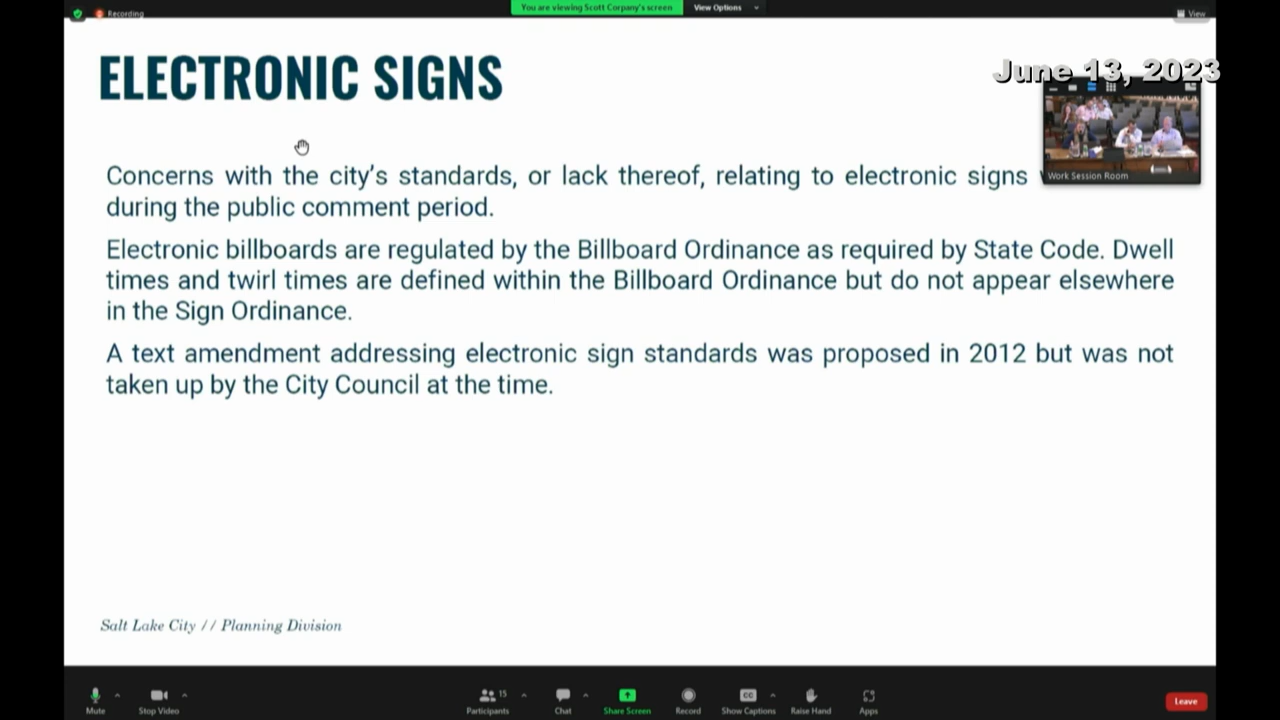 Recording
You are viewing Scott Corpany's screen
View Options
View
ELECTRONIC SIGNS
June 13, 2023
Work Session Room
Concerns with the city's standards, or lack thereof, relating to electronic signs
during the public comment period.
Electronic billboards are regulated by the Billboard Ordinance as required by State Code. Dwell
times and twirl times are defined within the Billboard Ordinance but do not appear elsewhere
in the Sign Ordinance.
A text amendment addressing electronic sign standards was proposed in 2012 but was not
taken up by the City Council at the time.
Salt Lake City // Planning Division
Mute
Stop Video
Participants 15
Chat
Share Screen
Record
CC
Show Captions
Raise Hand
Apps
Leave